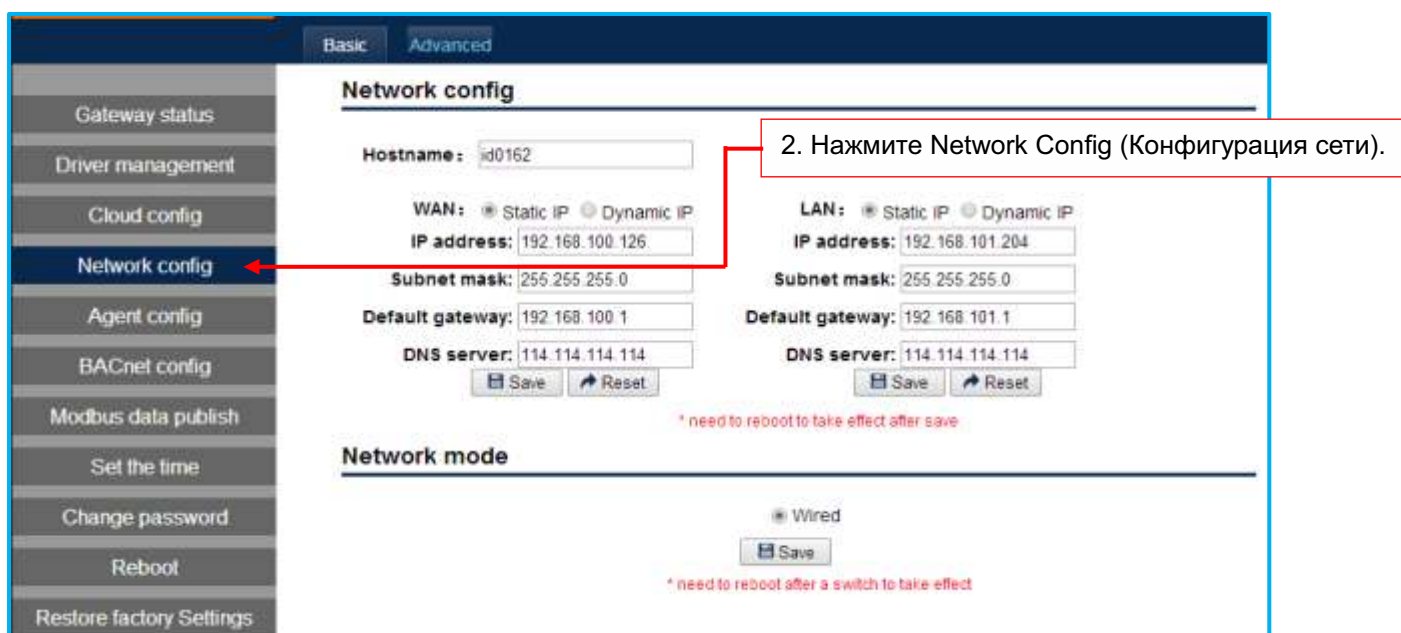 Basic Advanced
Gateway status
Driver management
Cloud config
Network config
Agent config
BACnet config
Modbus data publish
Set the time
Change password
Reboot
Restore factory Settings
Network config
Hostname: id0162
2. Нажмите Network Config (Конфигурация сети).
WAN: Static IP Dynamic IP
IP address: 192.168.100.126
Subnet mask: 255.255.255.0
Default gateway: 192.168.100.1
DNS server: 114.114.114.114
Save Reset
LAN: Static IP Dynamic IP
IP address: 192.168.101.204
Subnet mask: 255.255.255.0
Default gateway: 192.168.101.1
DNS server: 114.114.114.114
Save Reset
* need to reboot to take effect after save
Network mode
Wired
Save
* need to reboot after a switch to take effect